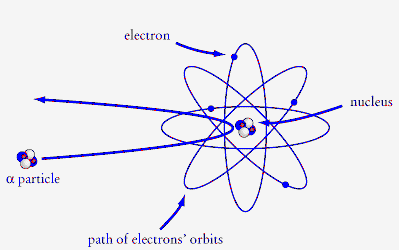 electron
nucleus
α particle
path of electrons' orbits